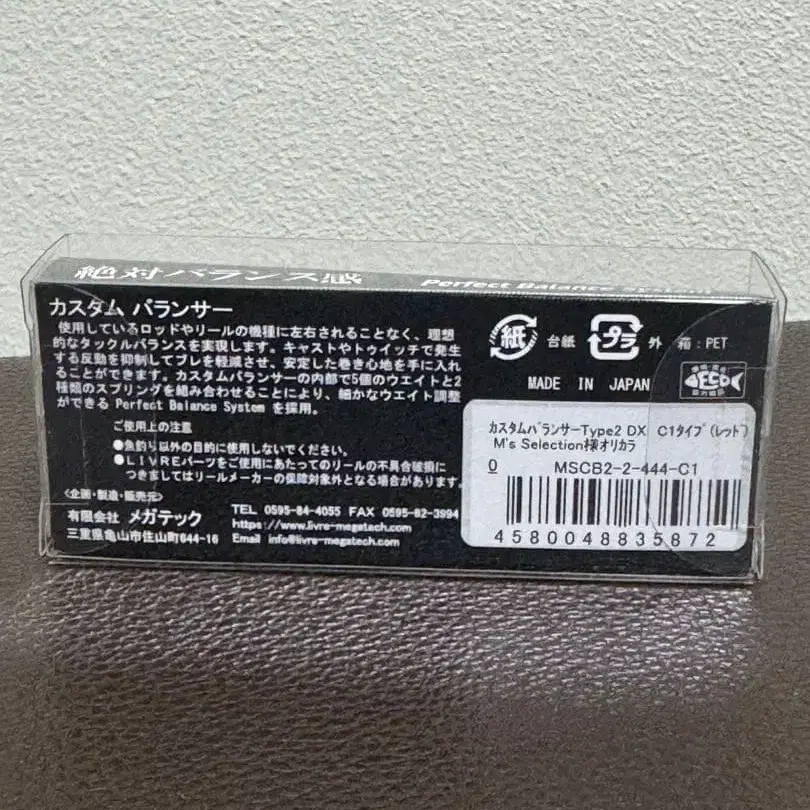 絶対バランス感 Perfect Balance System
カスタム バランサー
使用しているロッドやリールの機種に左右されることなく、理想
的なタックルバランスを実現します。キャストやトゥイッチで発生
する反動を抑制してブレを軽減させ、安定した巻き心地を手に入れ
ることができます。カスタムバランサーの内部で5個のウエイトと2
種類のスプリングを組み合わせることにより、細かなウエイト調整
ができる Perfect Balance System を採用。
ご使用上の注意
●魚釣り以外の目的に使用しないでください。
●LIVREパーツをご使用にあたってのリールの不具合破損に
つきましてはリールメーカーの保障対象外となる場合があります。
<企画・製造・販売元>
有限会社 メガテック
三重県亀山市住山町644-16
TEL 0595-84-4055 FAX 0595-82-3994
https://www.livre-megatech.com/
Email info@livre-megatech.com
紙 台紙 プラ 外 箱:PET
MADE IN JAPAN
ECO
カスタムバランサーType2 DX C1タイプ(レッド)
M's Selection様オリカラ
0 MSCB2-2-444-C1
4580048835872